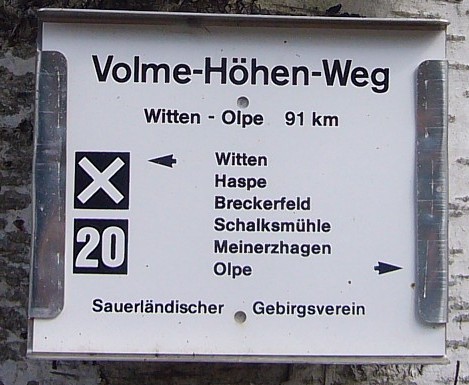 Volme-Höhen-Weg
Witten - Olpe 91 km
X Witten
Haspe
Breckerfeld
20 Schalksmühle
Meinerzhagen
Olpe
Sauerländischer Gebirgsverein